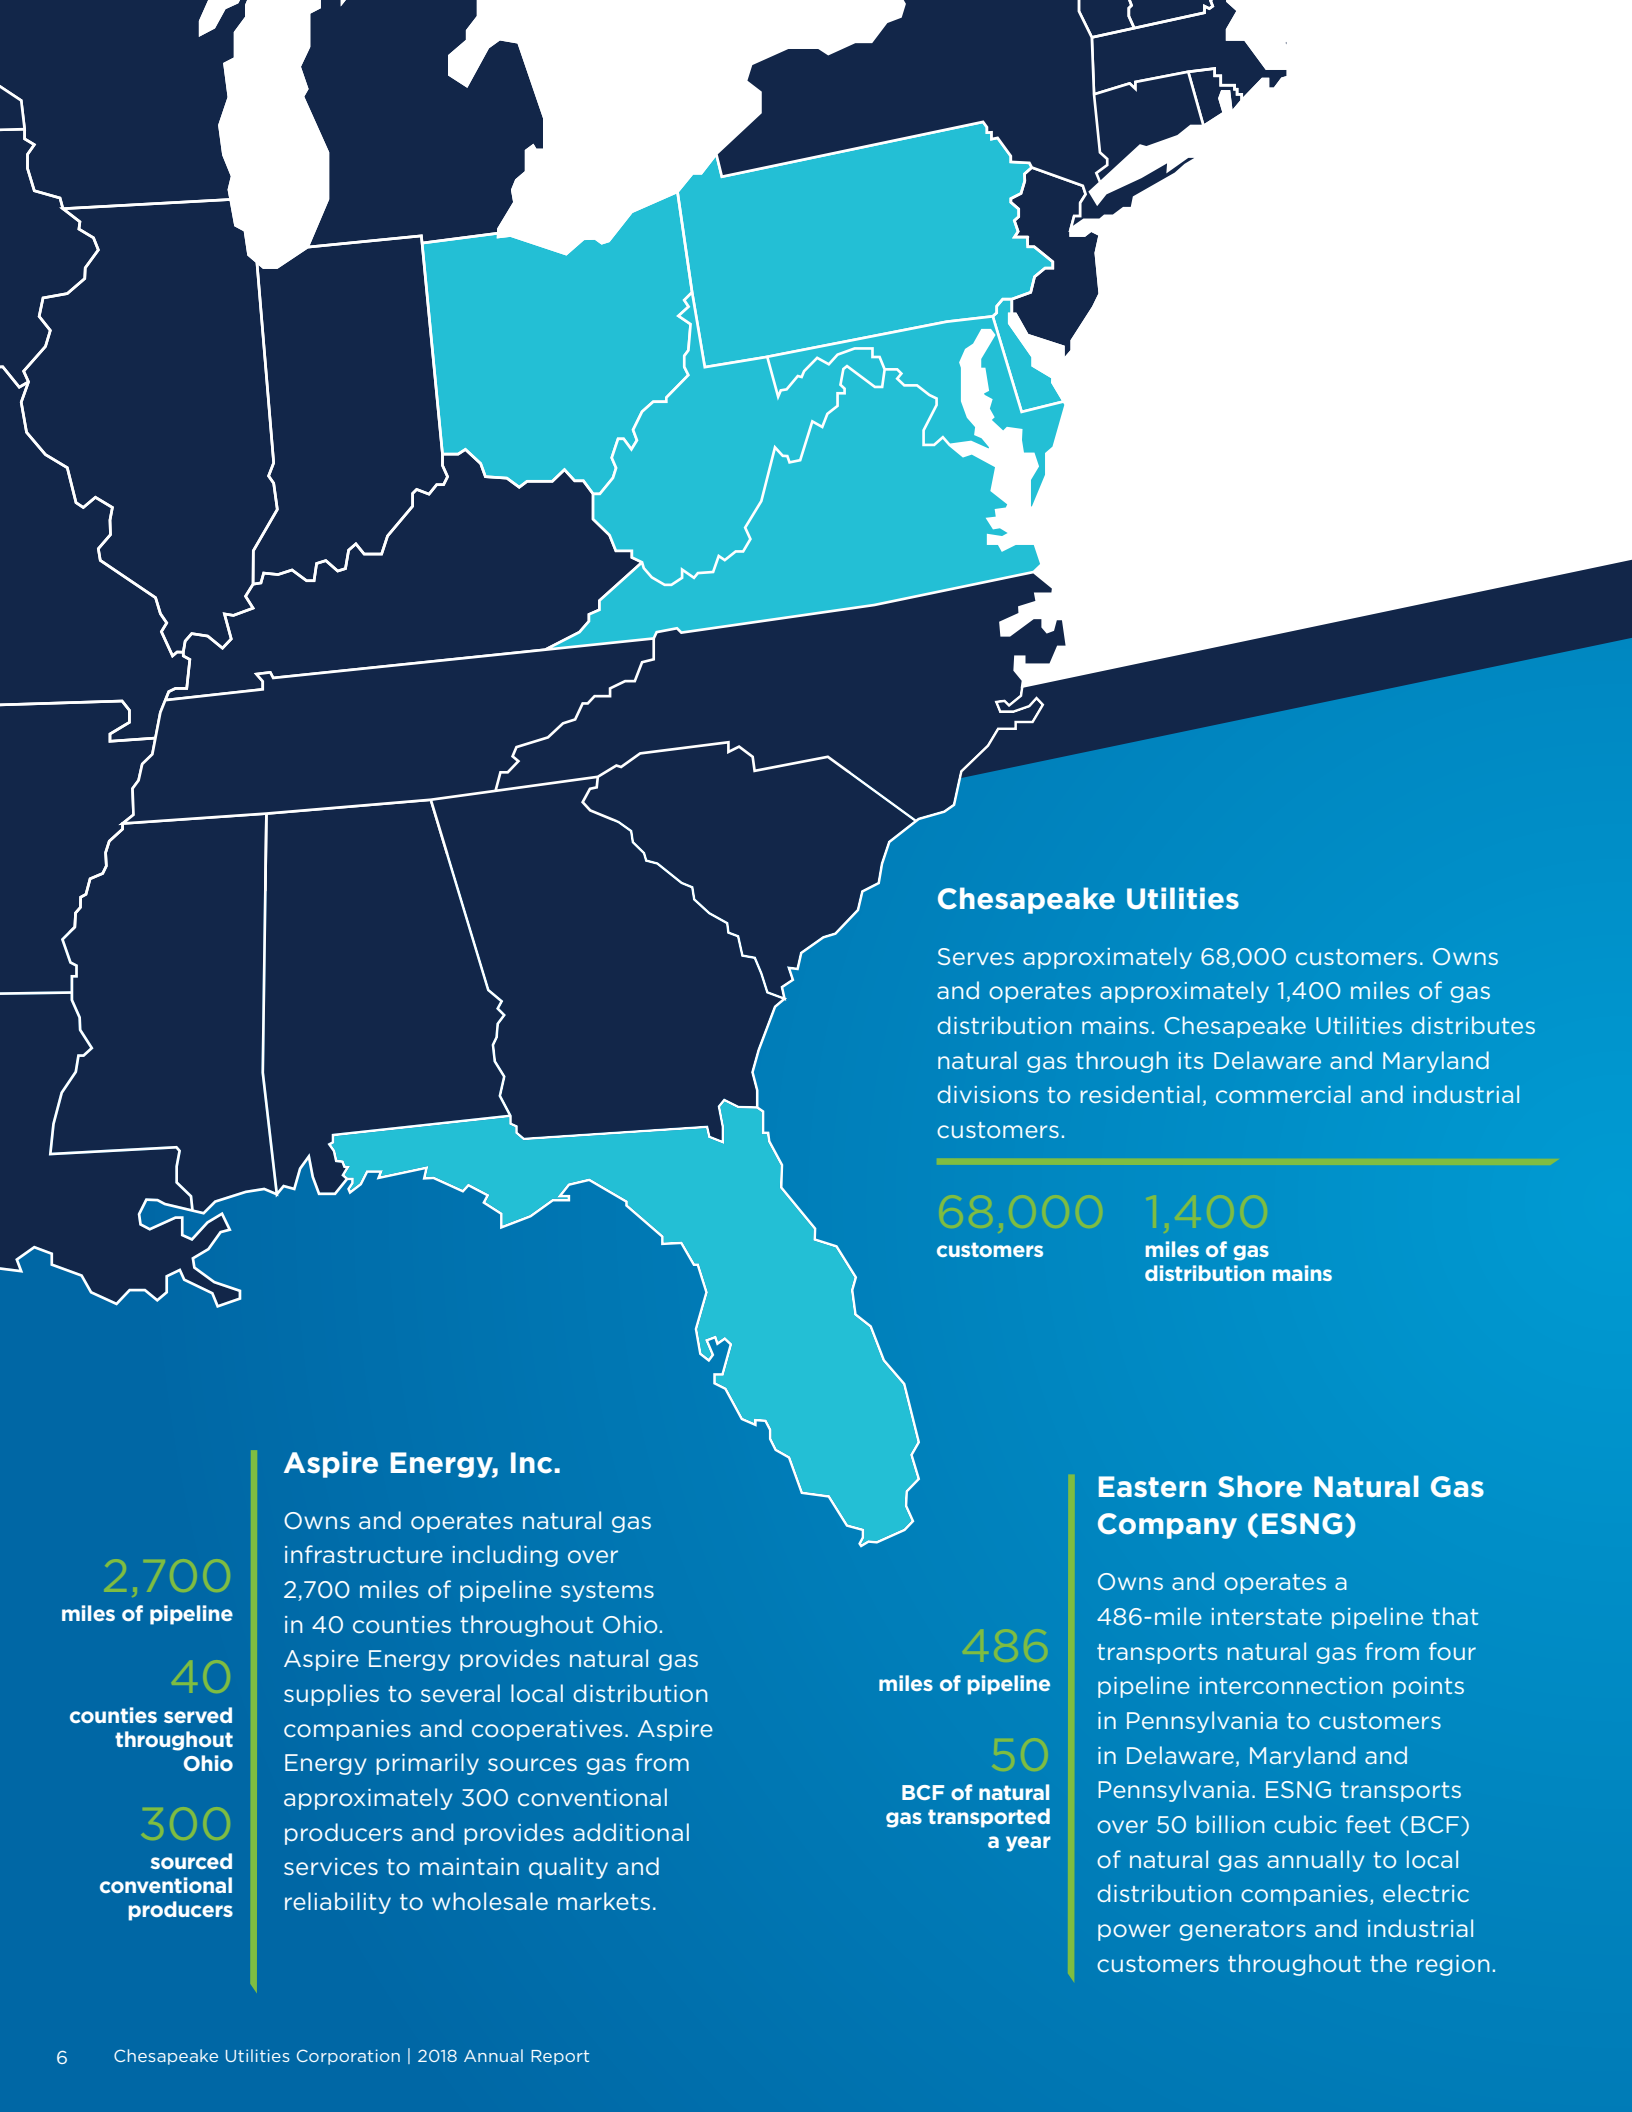 Chesapeake Utilities
Serves approximately 68,000 customers. Owns
and operates approximately 1,400 miles of gas
distribution mains. Chesapeake Utilities distributes
natural gas through its Delaware and Maryland
divisions to residential, commercial and industrial
customers.
68,000
customers
1,400
miles of gas
distribution mains
2,700
miles of pipeline
40
counties served
throughout
Ohio
300
sourced
conventional
producers
Aspire Energy, Inc.
Owns and operates natural gas
infrastructure including over
2,700 miles of pipeline systems
in 40 counties throughout Ohio.
Aspire Energy provides natural gas
supplies to several local distribution
companies and cooperatives. Aspire
Energy primarily sources gas from
approximately 300 conventional
producers and provides additional
services to maintain quality and
reliability to wholesale markets.
486
miles of pipeline
50
BCF of natural
gas transported
a year
Eastern Shore Natural Gas
Company (ESNG)
Owns and operates a
486-mile interstate pipeline that
transports natural gas from four
pipeline interconnection points
in Pennsylvania to customers
in Delaware, Maryland and
Pennsylvania. ESNG transports
over 50 billion cubic feet (BCF)
of natural gas annually to local
distribution companies, electric
power generators and industrial
customers throughout the region.
6 Chesapeake Utilities Corporation | 2018 Annual Report